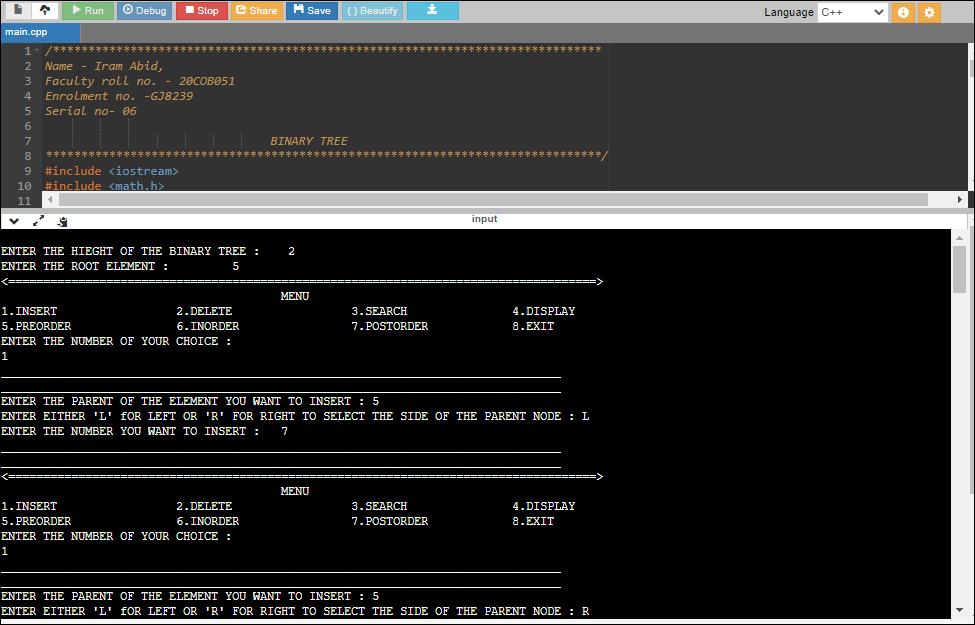 Run Debug Stop Share Save { } Beautify Language C++
main.cpp
1 /******************************************************************************
2 Name - Iram Abid,
3 Faculty roll no. - 20COB051
4 Enrolment no. -GJ8239
5 Serial no- 06
6
7 BINARY TREE
8 *******************************************************************************/
9 #include <iostream>
10 #include <math.h>
11
input
ENTER THE HIEGHT OF THE BINARY TREE : 2
ENTER THE ROOT ELEMENT : 5
<====================================================================================>
MENU
1.INSERT 2.DELETE 3.SEARCH 4.DISPLAY
5.PREORDER 6.INORDER 7.POSTORDER 8.EXIT
ENTER THE NUMBER OF YOUR CHOICE :
1
________________________________________________________________________________
________________________________________________________________________________
ENTER THE PARENT OF THE ELEMENT YOU WANT TO INSERT : 5
ENTER EITHER 'L' fOR LEFT OR 'R' FOR RIGHT TO SELECT THE SIDE OF THE PARENT NODE : L
ENTER THE NUMBER YOU WANT TO INSERT : 7
________________________________________________________________________________
________________________________________________________________________________
<====================================================================================>
MENU
1.INSERT 2.DELETE 3.SEARCH 4.DISPLAY
5.PREORDER 6.INORDER 7.POSTORDER 8.EXIT
ENTER THE NUMBER OF YOUR CHOICE :
1
________________________________________________________________________________
________________________________________________________________________________
ENTER THE PARENT OF THE ELEMENT YOU WANT TO INSERT : 5
ENTER EITHER 'L' fOR LEFT OR 'R' FOR RIGHT TO SELECT THE SIDE OF THE PARENT NODE : R